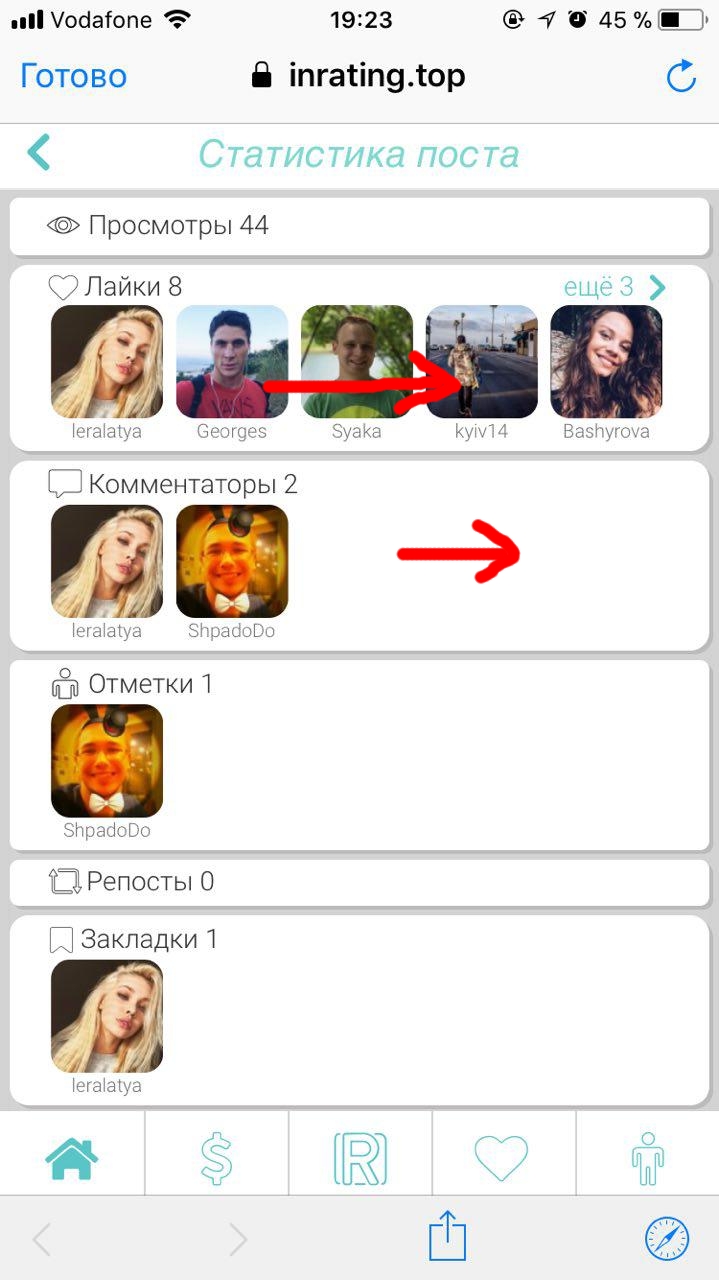 Vodafone 19:23 45 %
Готово inrating.top
Статистика поста
Просмотры 44
Лайки 8 ещё 3
leralatya Georges Syaka kyiv14 Bashyrova
Комментаторы 2
leralatya ShpadoDo
Отметки 1
ShpadoDo
Репосты 0
Закладки 1
leralatya
$ R